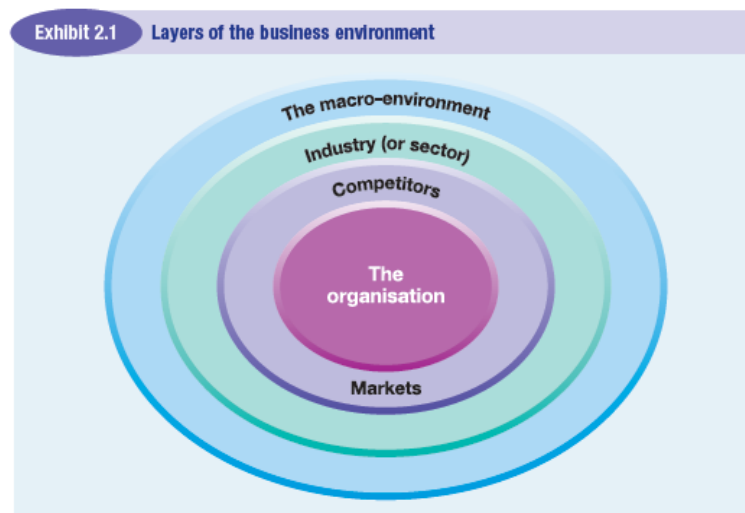 Exhibit 2.1 Layers of the business environment
The macro-environment
Industry (or sector)
Competitors
The
organisation
Markets